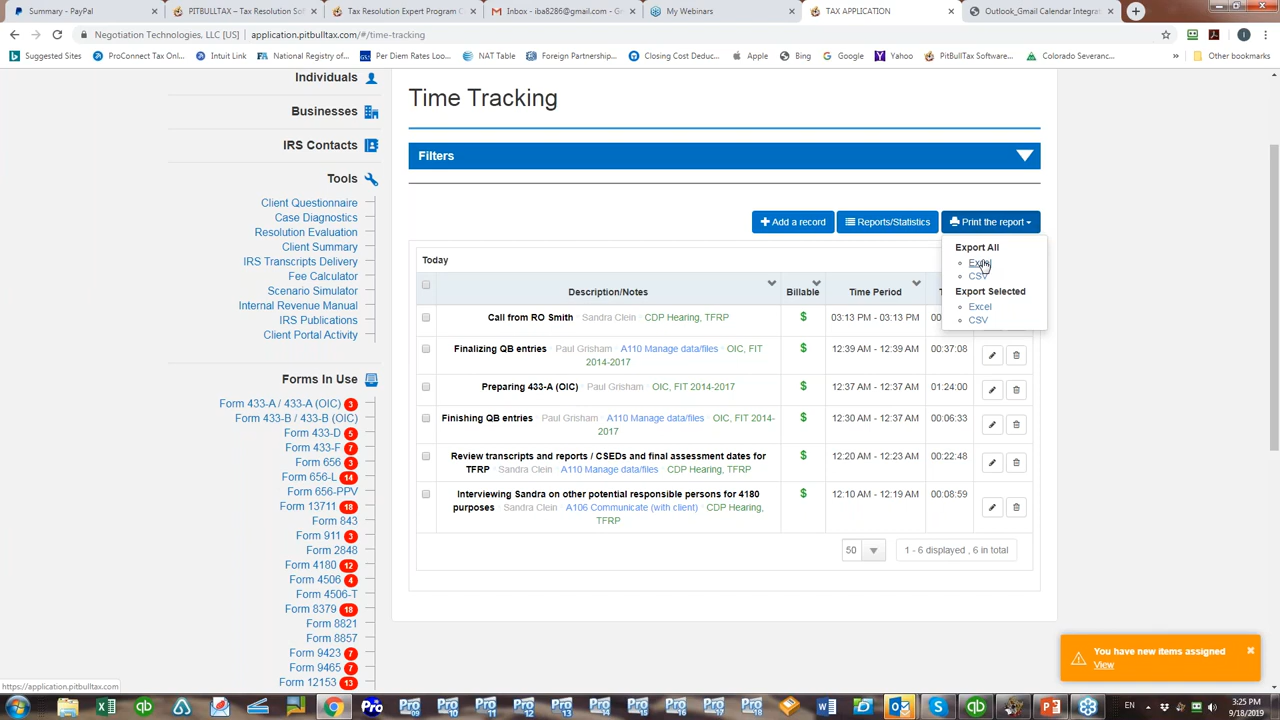 Summary - PayPal
PITBULLTAX – Tax Resolution Sof
Tax Resolution Expert Program C
Inbox - iba8286@gmail.com - G
My Webinars
TAX APPLICATION
Outlook_Gmail Calendar Integrat
Negotiation Technologies, LLC [US]
application.pitbulltax.com/#/time-tracking
Suggested Sites
ProConnect Tax Onl...
Intuit Link
National Registry of...
Per Diem Rates Loo...
NAT Table
Foreign Partnership...
Closing Cost Deduc...
Apple
Bing
Google
Yahoo
PitBullTax Software...
Colorado Severanc...
»
Other bookmarks
Individuals
Businesses
IRS Contacts
Tools
Client Questionnaire
Case Diagnostics
Resolution Evaluation
Client Summary
IRS Transcripts Delivery
Fee Calculator
Scenario Simulator
Internal Revenue Manual
IRS Publications
Client Portal Activity
Forms In Use
Form 433-A / 433-A (OIC) 3
Form 433-B / 433-B (OIC)
Form 433-D 5
Form 433-F 7
Form 656 3
Form 656-L 14
Form 656-PPV
Form 13711 18
Form 843
Form 911 3
Form 2848
Form 4180 12
Form 4506 4
Form 4506-T
Form 8379 18
Form 8821
Form 8857
Form 9423 7
Form 9465 7
Form 12153 13
Time Tracking
Filters
Add a record
Reports/Statistics
Print the report
Export All
Excel
CSV
Export Selected
Excel
CSV
Today
Description/Notes
Billable
Time Period
Call from RO Smith Sandra Clein CDP Hearing, TFRP
$
03:13 PM - 03:13 PM
Finalizing QB entries Paul Grisham A110 Manage data/files OIC, FIT
2014-2017
$
12:39 AM - 12:39 AM
00:37:08
Preparing 433-A (OIC) Paul Grisham OIC, FIT 2014-2017
$
12:37 AM - 12:37 AM
01:24:00
Finishing QB entries Paul Grisham A110 Manage data/files OIC, FIT 2014-
2017
$
12:30 AM - 12:37 AM
00:06:33
Review transcripts and reports / CSEDs and final assessment dates for
TFRP Sandra Clein A110 Manage data/files CDP Hearing, TFRP
$
12:20 AM - 12:23 AM
00:22:48
Interviewing Sandra on other potential responsible persons for 4180
purposes Sandra Clein A106 Communicate (with client) CDP Hearing,
TFRP
$
12:10 AM - 12:19 AM
00:08:59
50
1 - 6 displayed , 6 in total
You have new items assigned
View
https://application.pitbulltax.com
EN
3:25 PM
9/18/2019